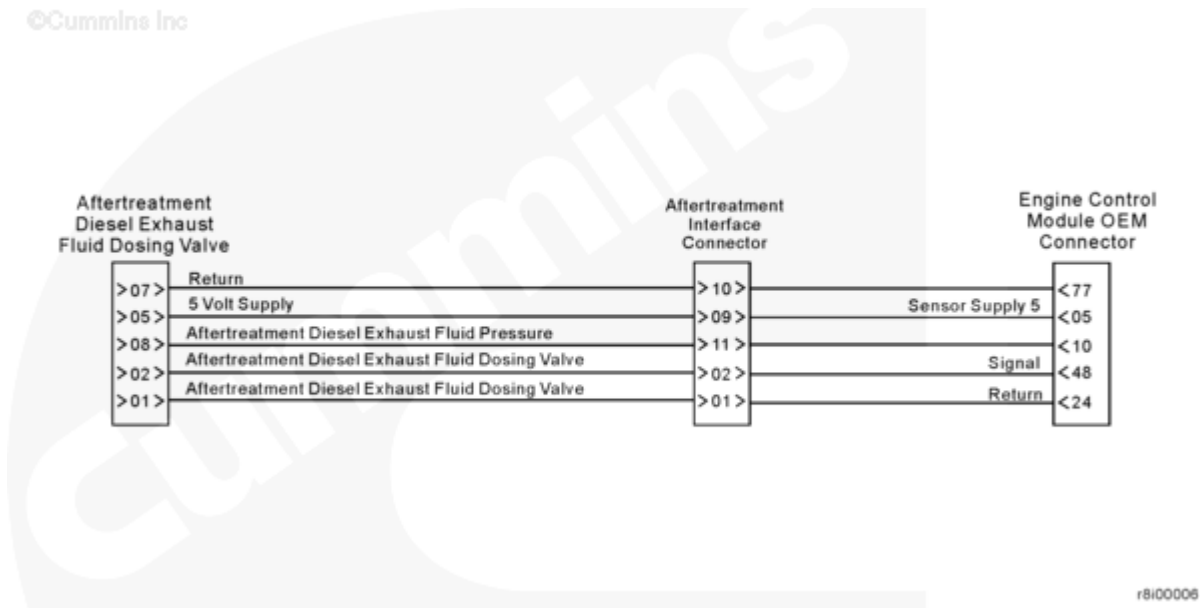 ©Cummins Inc
Cummins
Aftertreatment
Diesel Exhaust
Fluid Dosing Valve
Aftertreatment
Interface
Connector
Engine Control
Module OEM
Connector
>07> Return >10> <77
>05> 5 Volt Supply >09> Sensor Supply 5 <05
>08> Aftertreatment Diesel Exhaust Fluid Pressure >11> <10
>02> Aftertreatment Diesel Exhaust Fluid Dosing Valve >02> Signal <48
>01> Aftertreatment Diesel Exhaust Fluid Dosing Valve >01> Return <24
r8i00006